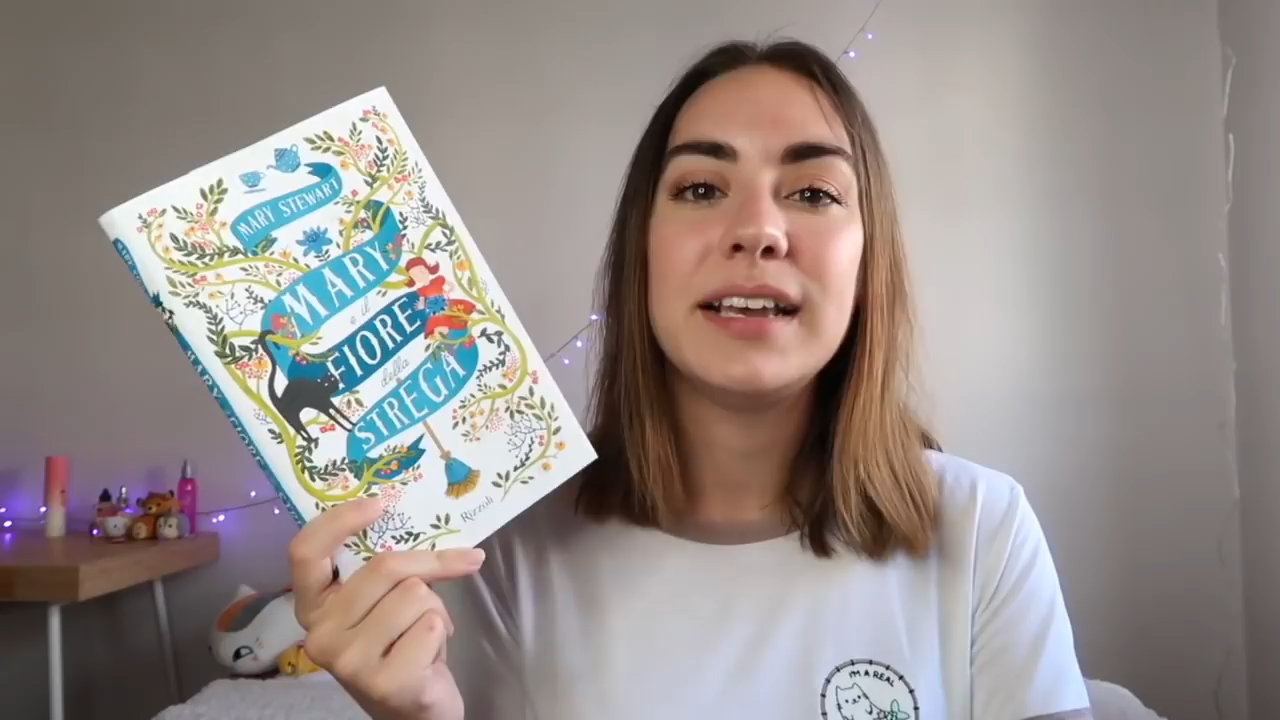 MARY STEWART
MARY
e il
FIORE
della
STREGA
Rizzoli
I'M A REAL